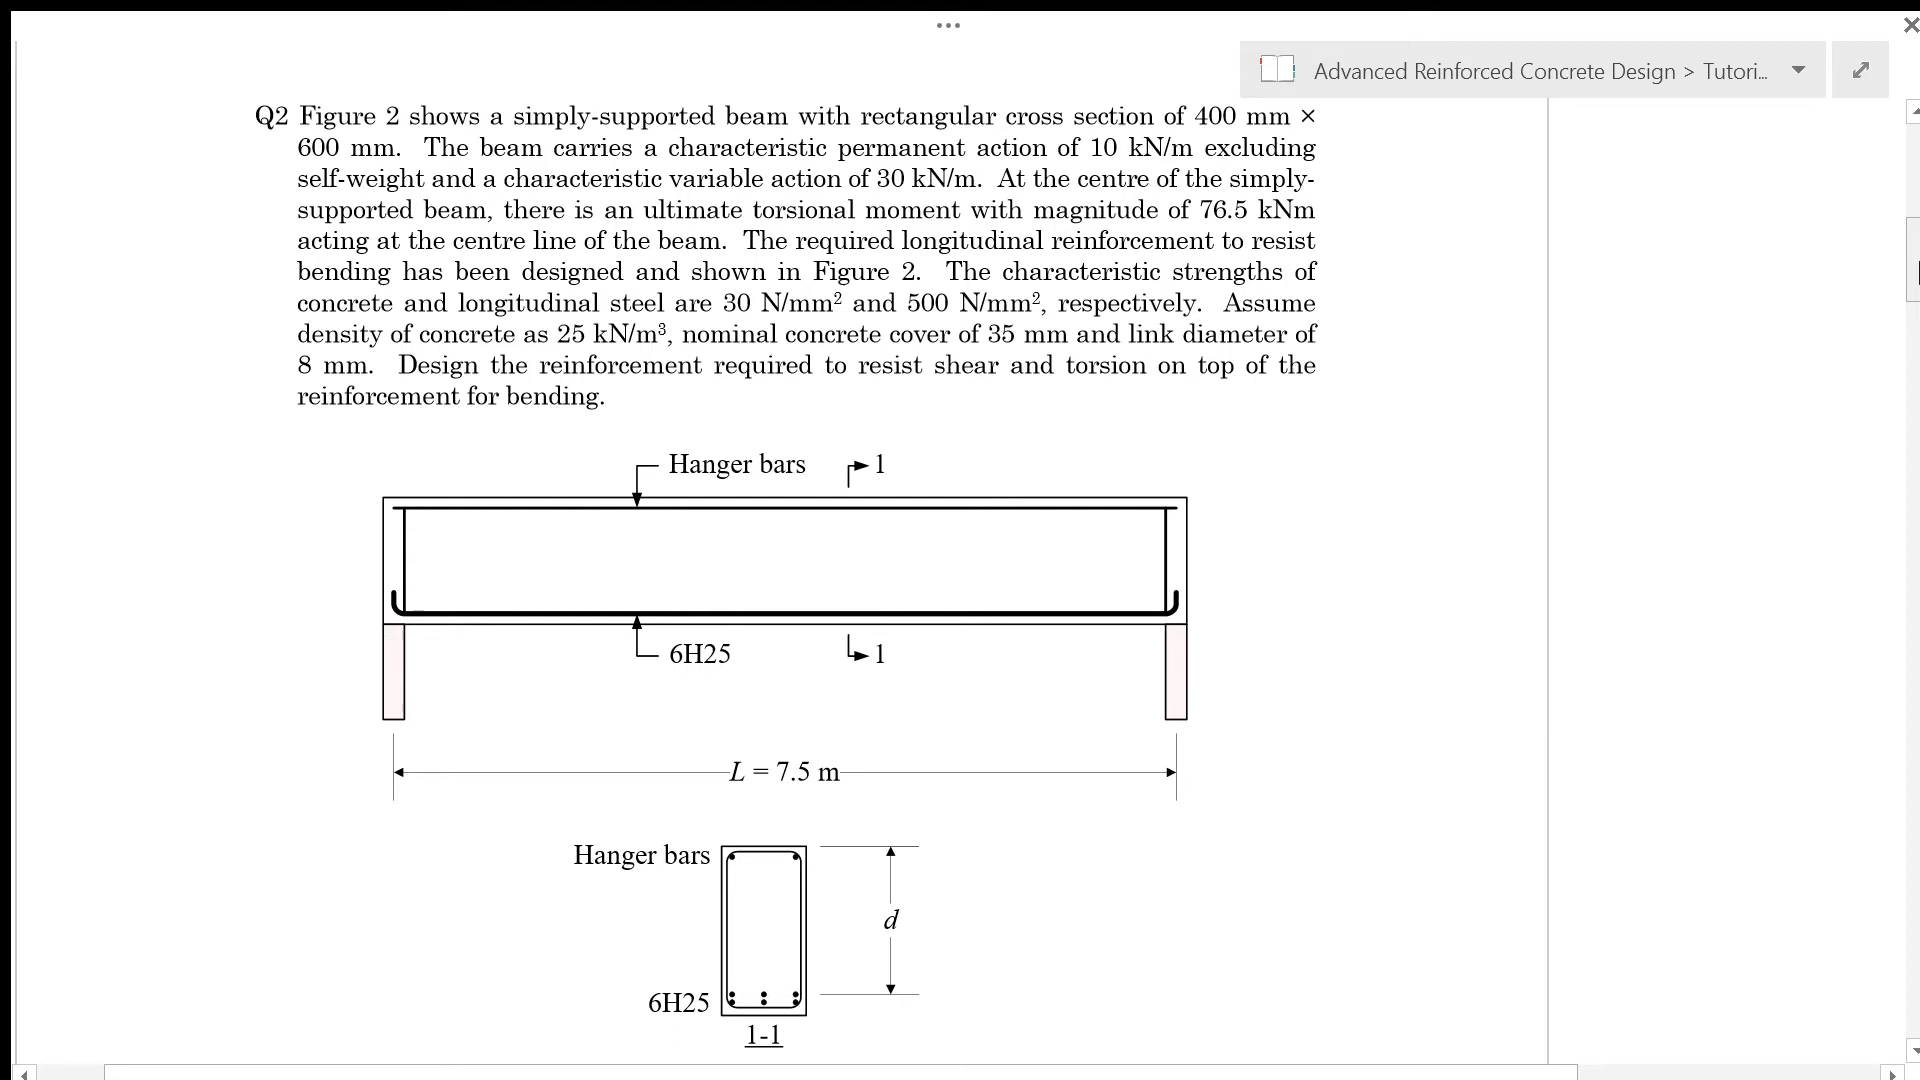 Advanced Reinforced Concrete Design > Tutori...
Q2 Figure 2 shows a simply-supported beam with rectangular cross section of 400 mm ×
600 mm. The beam carries a characteristic permanent action of 10 kN/m excluding
self-weight and a characteristic variable action of 30 kN/m. At the centre of the simply-
supported beam, there is an ultimate torsional moment with magnitude of 76.5 kNm
acting at the centre line of the beam. The required longitudinal reinforcement to resist
bending has been designed and shown in Figure 2. The characteristic strengths of
concrete and longitudinal steel are 30 N/mm² and 500 N/mm², respectively. Assume
density of concrete as 25 kN/m³, nominal concrete cover of 35 mm and link diameter of
8 mm. Design the reinforcement required to resist shear and torsion on top of the
reinforcement for bending.
Hanger bars
1
6H25
1
L = 7.5 m
Hanger bars
d
6H25
1-1